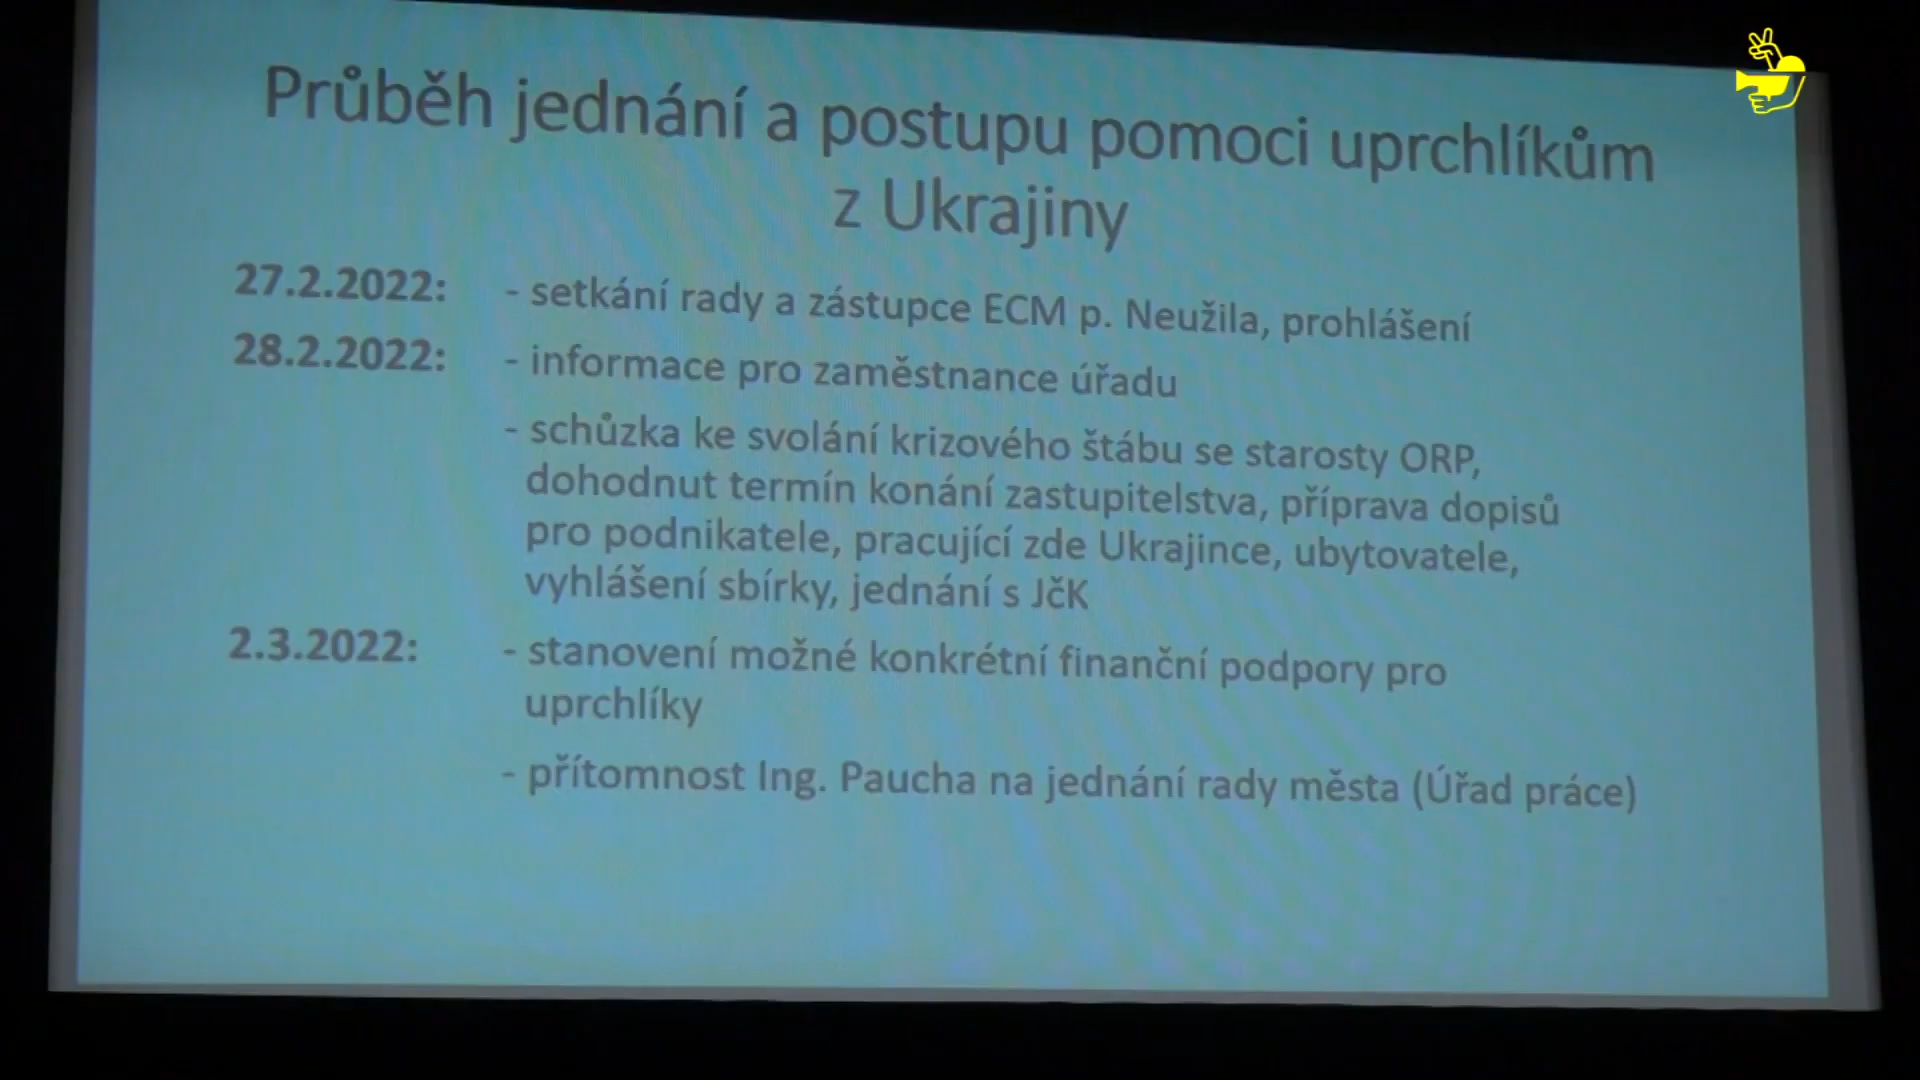 Průběh jednání a postupu pomoci uprchlíkům
z Ukrajiny
27.2.2022: - setkání rady a zástupce ECM p. Neužila, prohlášení
28.2.2022: - informace pro zaměstnance úřadu
- schůzka ke svolání krizového štábu se starosty ORP,
dohodnut termín konání zastupitelstva, příprava dopisů
pro podnikatele, pracující zde Ukrajince, ubytovatele,
vyhlášení sbírky, jednání s JčK
2.3.2022: - stanovení možné konkrétní finanční podpory pro
uprchlíky
- přítomnost Ing. Paucha na jednání rady města (Úřad práce)